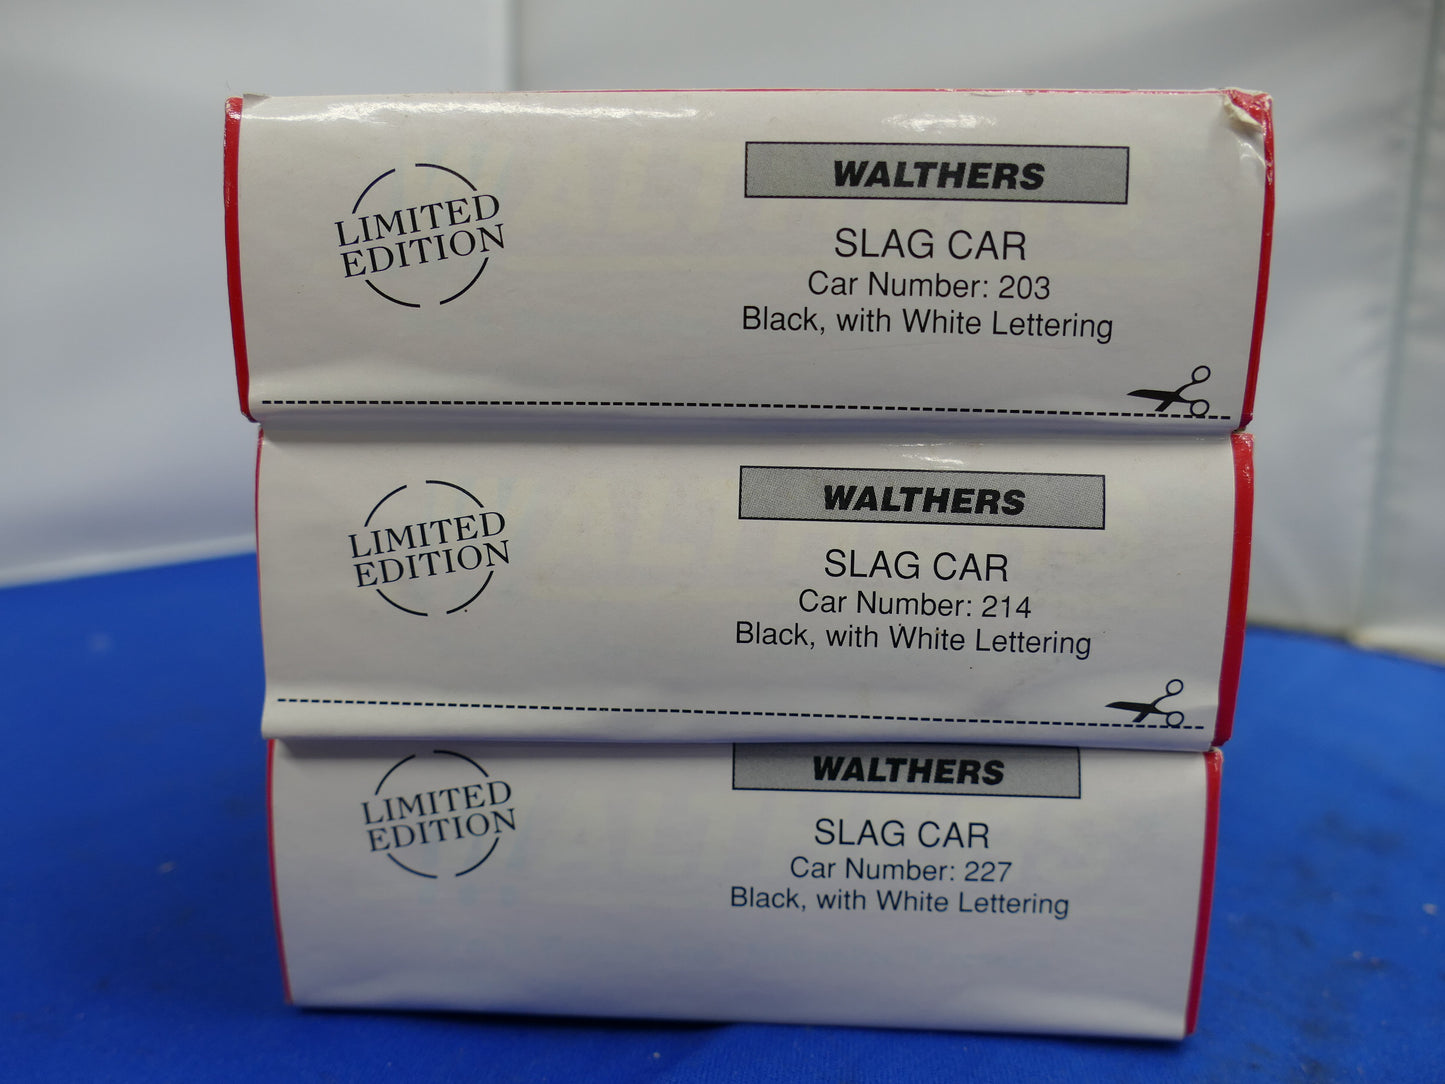 LIMITED
EDITION
WALTHERS
SLAG CAR
Car Number: 203
Black, with White Lettering
LIMITED
EDITION
WALTHERS
SLAG CAR
Car Number: 214
Black, with White Lettering
LIMITED
EDITION
WALTHERS
SLAG CAR
Car Number: 227
Black, with White Lettering